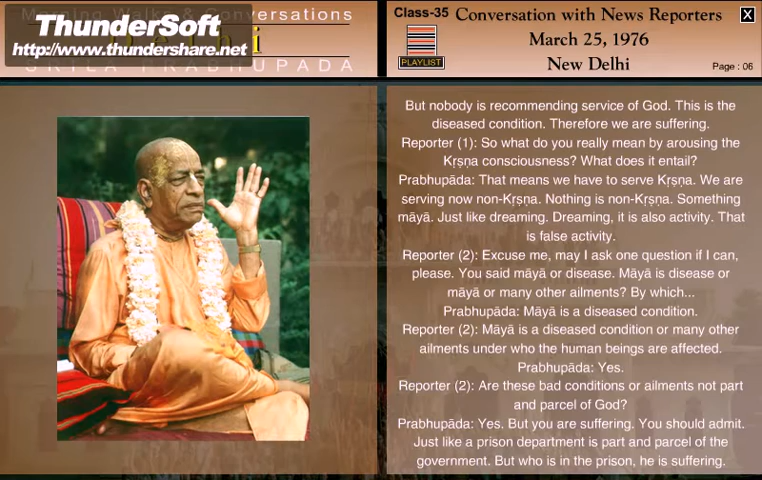 Morning Walks & Conversations
ThunderSoft
http://www.thundershare.net
SRILA PRABHUPADA
Class-35
PLAYLIST
Conversation with News Reporters
March 25, 1976
New Delhi
X
Page : 06
But nobody is recommending service of God. This is the
diseased condition. Therefore we are suffering.
Reporter (1): So what do you really mean by arousing the
Kṛṣṇa consciousness? What does it entail?
Prabhupāda: That means we have to serve Kṛṣṇa. We are
serving now non-Kṛṣṇa. Nothing is non-Kṛṣṇa. Something
māyā. Just like dreaming. Dreaming, it is also activity. That
is false activity.
Reporter (2): Excuse me, may I ask one question if I can,
please. You said māyā or disease. Māyā is disease or
māyā or many other ailments? By which...
Prabhupāda: Māyā is a diseased condition.
Reporter (2): Māyā is a diseased condition or many other
ailments under who the human beings are affected.
Prabhupāda: Yes.
Reporter (2): Are these bad conditions or ailments not part
and parcel of God?
Prabhupāda: Yes. But you are suffering. You should admit.
Just like a prison department is part and parcel of the
government. But who is in the prison, he is suffering.